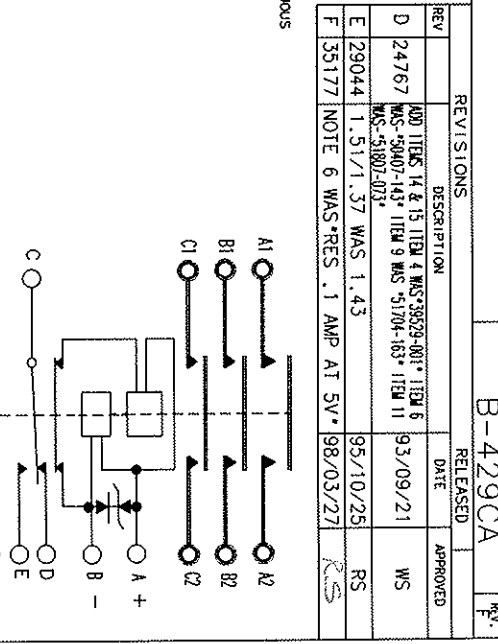 B-429CA
REV. F
REVISIONS RELEASED
REV DESCRIPTION DATE APPROVED
D 24767 ADD ITEMS 14 & 15 ITEM 4 WAS"39529-001" ITEM 6
WAS-"50407-143" ITEM 9 WAS "51704-163" ITEM 11
WAS-"51807-073" 93/09/21 WS
E 29044 1.51/1.37 WAS 1.43 95/10/25 RS
F 35177 NOTE 6 WAS"RES .1 AMP AT 5V" 98/03/27 RS
A1 A2
B1 B2
C1 C2
A +
B -
C D
E